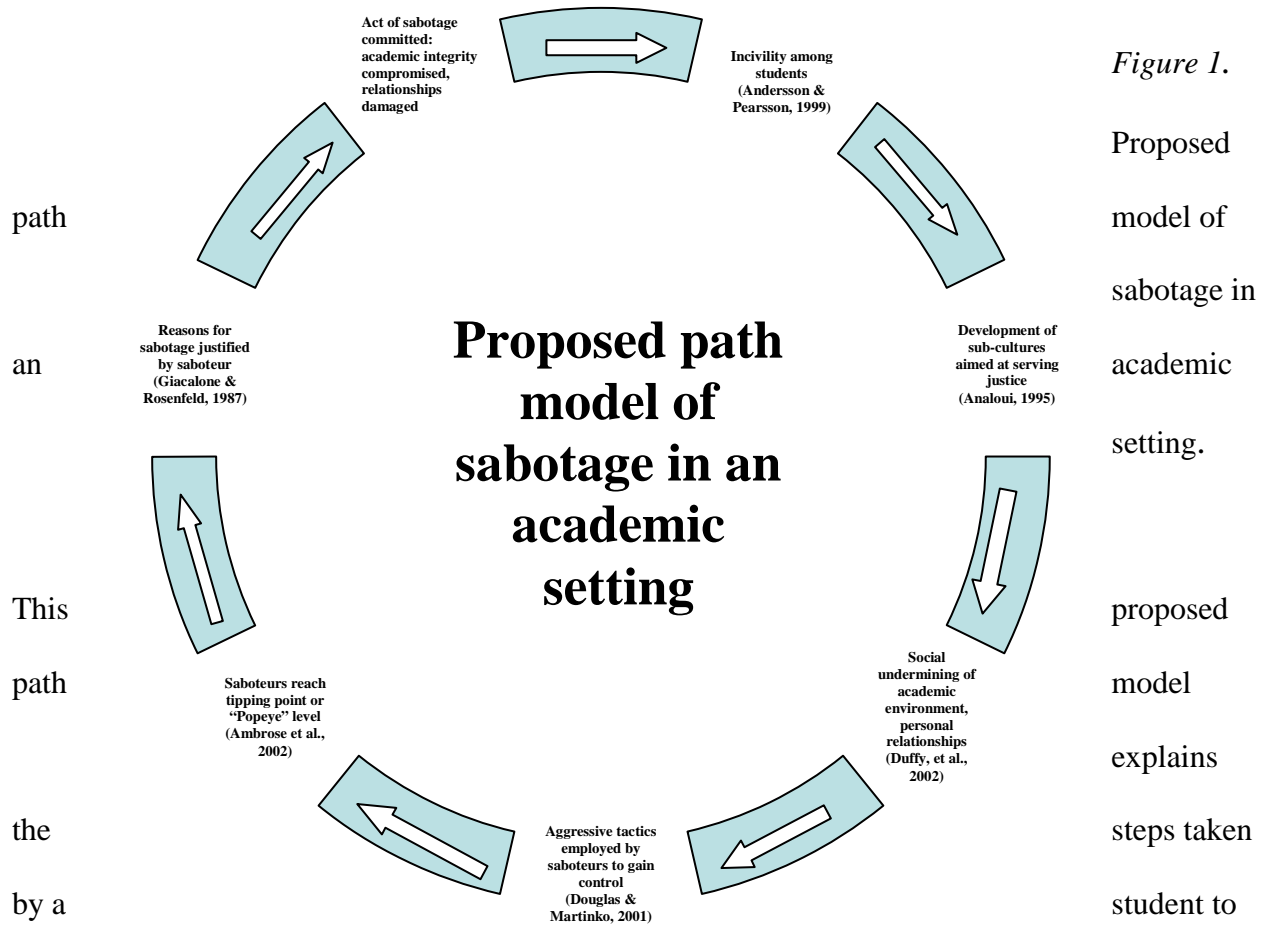 Act of sabotage
committed:
academic integrity
compromised,
relationships
damaged
Incivility among
students
(Andersson &
Pearsson, 1999)
Development of
sub-cultures
aimed at serving
justice
(Analoui, 1995)
Social
undermining of
academic
environment,
personal
relationships
(Duffy, et al.,
2002)
Aggressive tactics
employed by
saboteurs to gain
control
(Douglas &
Martinko, 2001)
Saboteurs reach
tipping point or
“Popeye” level
(Ambrose et al.,
2002)
Reasons for
sabotage justified
by saboteur
(Giacalone &
Rosenfeld, 1987)
Proposed path
model of
sabotage in an
academic
setting
Figure 1.
Proposed
path model of
sabotage in
an academic
setting.
This proposed
path model
explains
the steps taken
by a student to